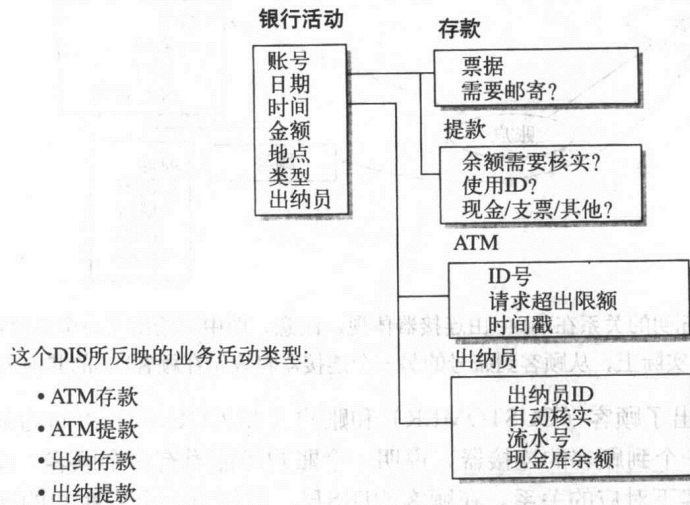 银行活动
账号
日期
时间
金额
地点
类型
出纳员
存款
票据
需要邮寄?
提款
余额需要核实?
使用ID?
现金/支票/其他?
ATM
ID号
请求超出限额
时间戳
出纳员
出纳员ID
手动核实
流水号
现金库余额
这个DIS所反映的业务活动类型:
• ATM存款
• ATM提款
• 出纳存款
• 出纳提款